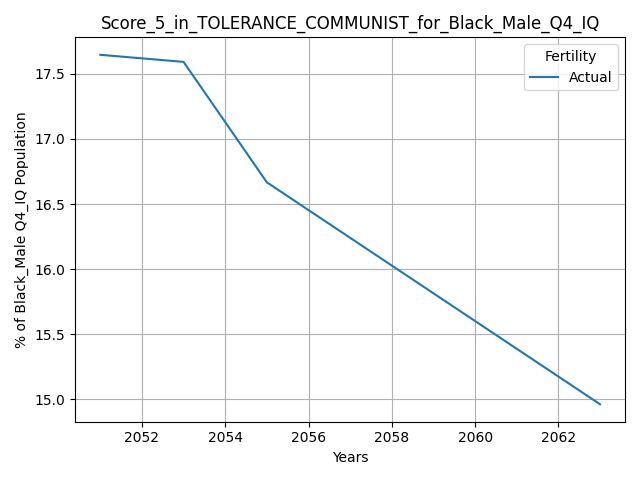 Score_5_in_TOLERANCE_COMMUNIST_for_Black_Male_Q4_IQ
Fertility
Actual
17.5
17.0
16.5
16.0
15.5
15.0
% of Black_Male Q4_IQ Population
2052 2054 2056 2058 2060 2062
Years